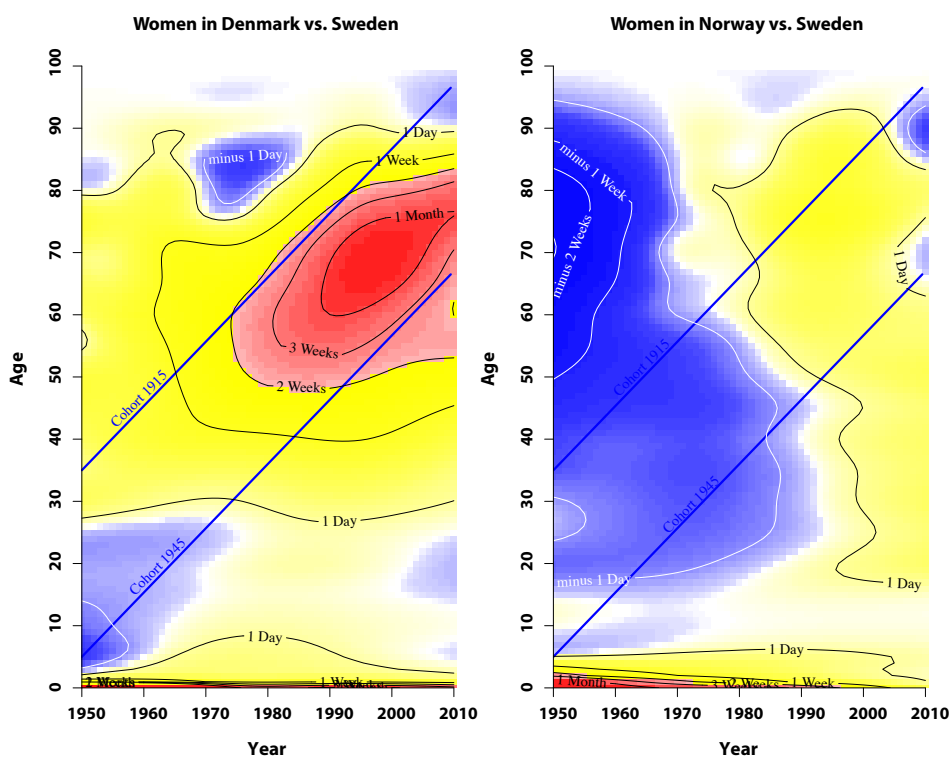 Women in Denmark vs. Sweden
Age
100
90
80
70
60
50
40
30
20
10
0
1 Day
minus 1 Day
1 Week
1 Month
3 Weeks
2 Weeks
Cohort 1915
1 Day
Cohort 1945
1 Day
1 Week
1950 1960 1970 1980 1990 2000 2010
Year
Women in Norway vs. Sweden
Age
100
90
80
70
60
50
40
30
20
10
0
minus 1 Week
minus 2 Weeks
1 Day
Cohort 1915
Cohort 1945
minus 1 Day
1 Day
1 Day
1 Month
2 Weeks
1 Week
1950 1960 1970 1980 1990 2000 2010
Year